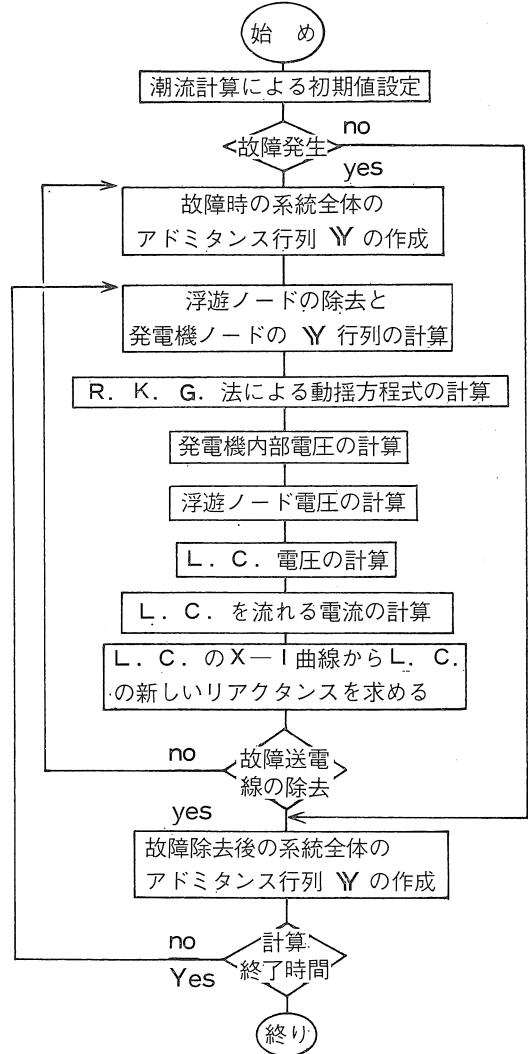 始 め
潮流計算による初期値設定
no
故障発生
yes
故障時の系統全体の
アドミタンス行列 Y の作成
浮遊ノードの除去と
発電機ノードの Y 行列の計算
R. K. G. 法による動揺方程式の計算
発電機内部電圧の計算
浮遊ノード電圧の計算
L. C. 電圧の計算
L. C. を流れる電流の計算
L. C. のX―I曲線からL. C.
の新しいリアクタンスを求める
no
故障送電
線の除去
yes
故障除去後の系統全体の
アドミタンス行列 Y の作成
no
計算
終了時間
Yes
終り